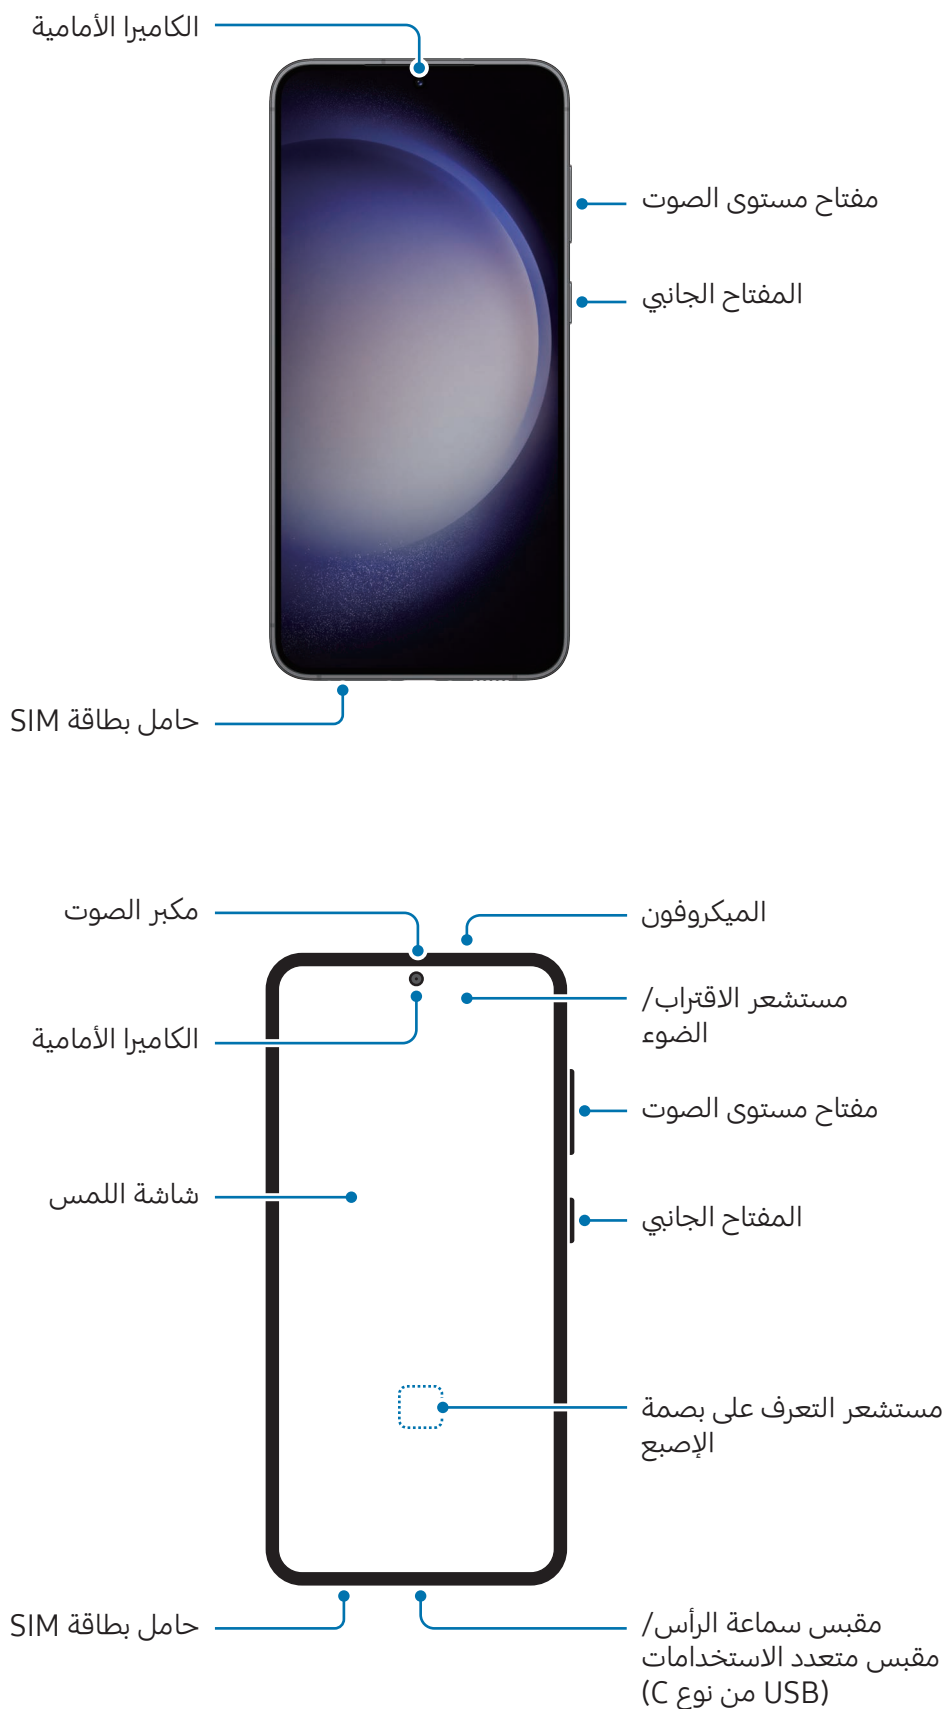 الكاميرا الأمامية
مفتاح مستوى الصوت
المفتاح الجانبي
حامل بطاقة SIM
الميكروفون
مكبر الصوت
مستشعر الاقتراب/
الضوء
الكاميرا الأمامية
مفتاح مستوى الصوت
شاشة اللمس
المفتاح الجانبي
مستشعر التعرف على بصمة
الإصبع
مقبس سماعة الرأس/
مقبس متعدد الاستخدامات
(USB من نوع C)
حامل بطاقة SIM